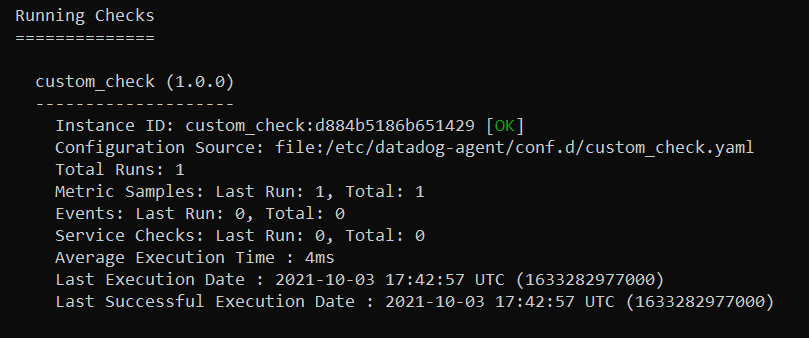 Running Checks
==============
custom_check (1.0.0)
--------------------
Instance ID: custom_check:d884b5186b651429 [OK]
Configuration Source: file:/etc/datadog-agent/conf.d/custom_check.yaml
Total Runs: 1
Metric Samples: Last Run: 1, Total: 1
Events: Last Run: 0, Total: 0
Service Checks: Last Run: 0, Total: 0
Average Execution Time : 4ms
Last Execution Date : 2021-10-03 17:42:57 UTC (1633282977000)
Last Successful Execution Date : 2021-10-03 17:42:57 UTC (1633282977000)